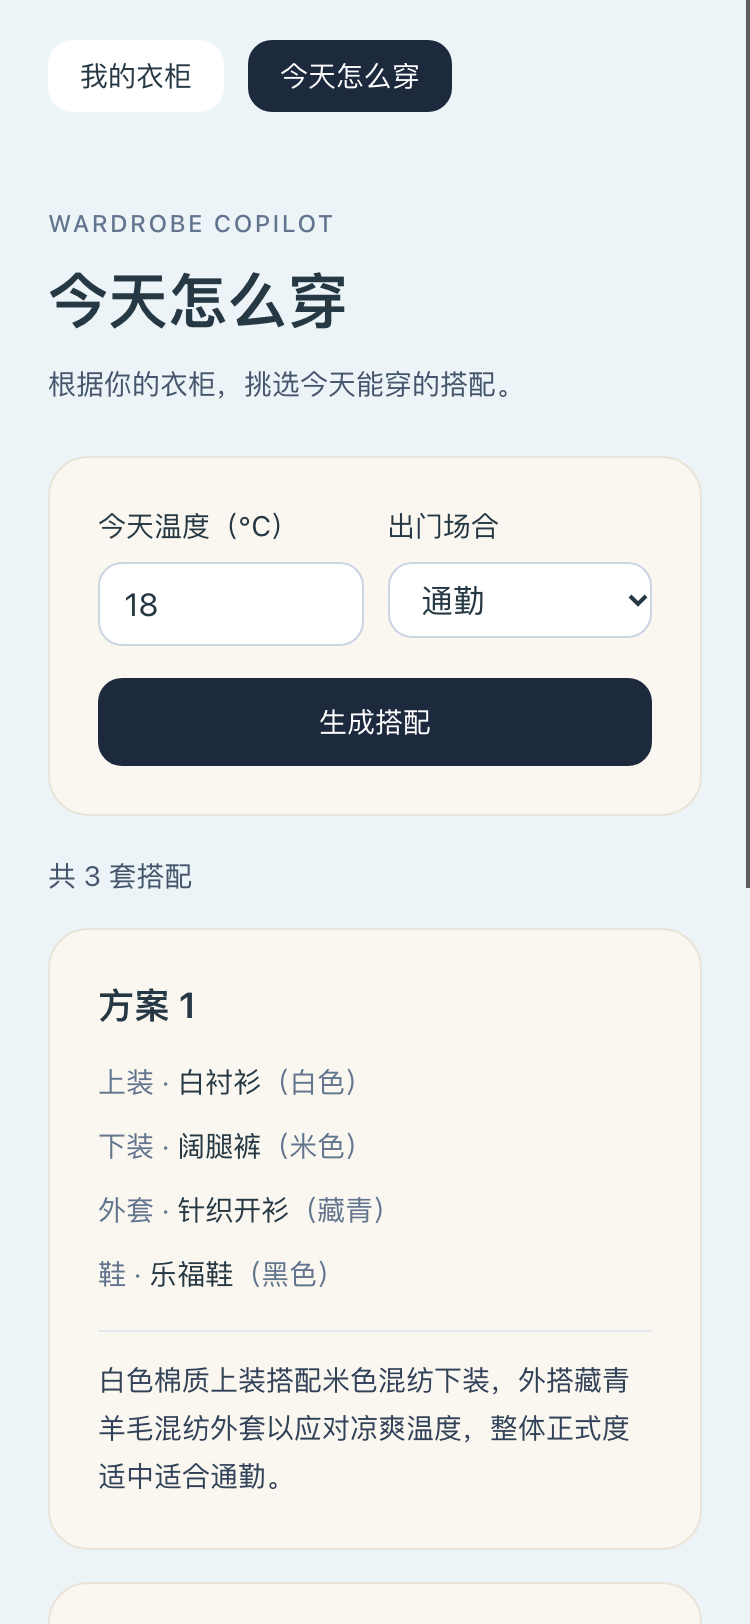 我的衣柜
今天怎么穿
WARDROBE COPILOT
今天怎么穿
根据你的衣柜，挑选今天能穿的搭配。
今天温度（°C）
出门场合
18
通勤
生成搭配
共 3 套搭配
方案 1
上装 · 白衬衫（白色）
下装 · 阔腿裤（米色）
外套 · 针织开衫（藏青）
鞋 · 乐福鞋（黑色）
白色棉质上装搭配米色混纺下装，外搭藏青
羊毛混纺外套以应对凉爽温度，整体正式度
适中适合通勤。